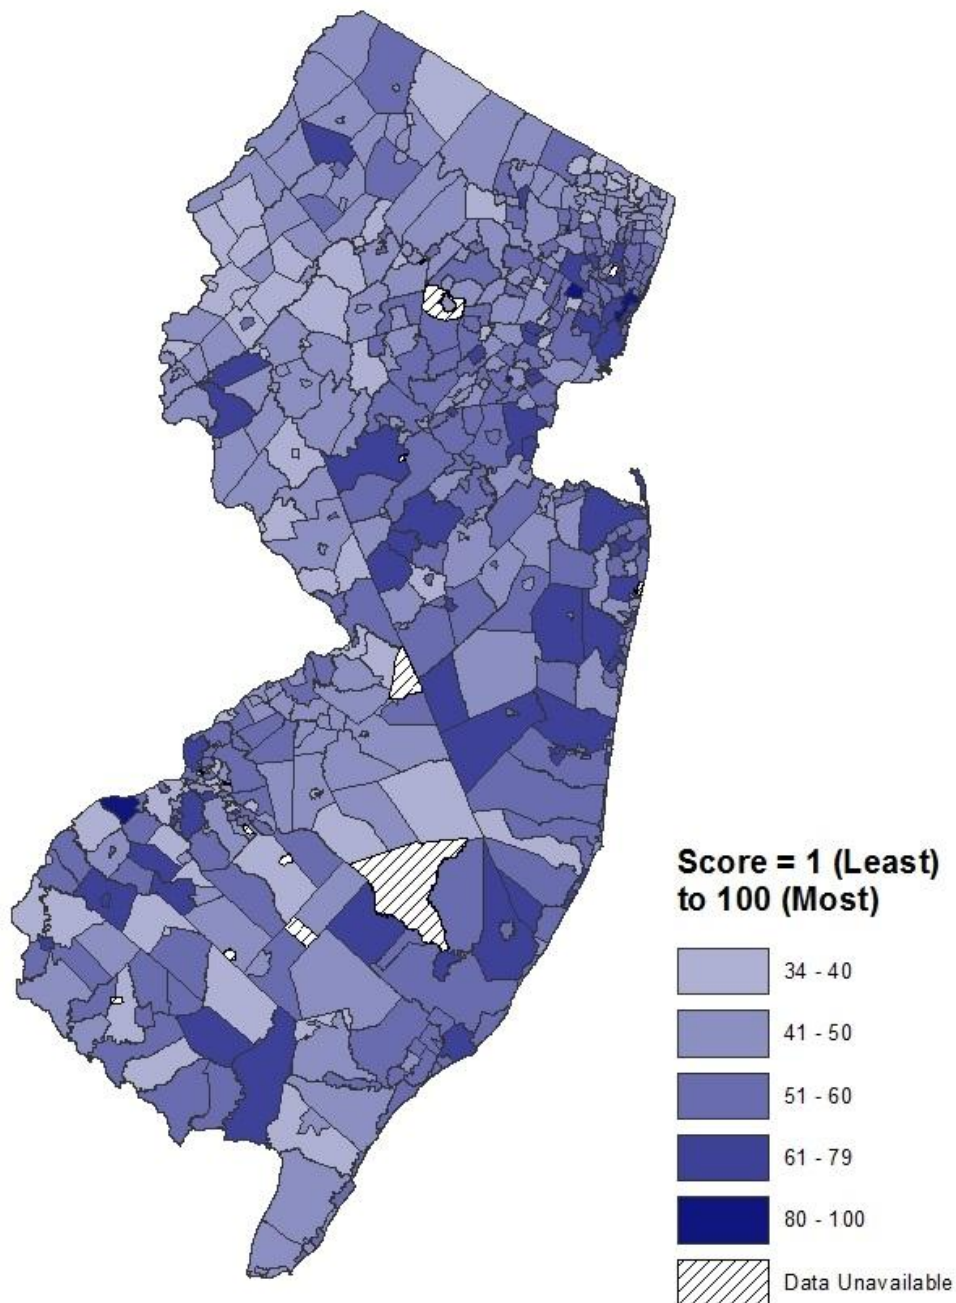 Score = 1 (Least)
to 100 (Most)
34 - 40
41 - 50
51 - 60
61 - 79
80 - 100
Data Unavailable